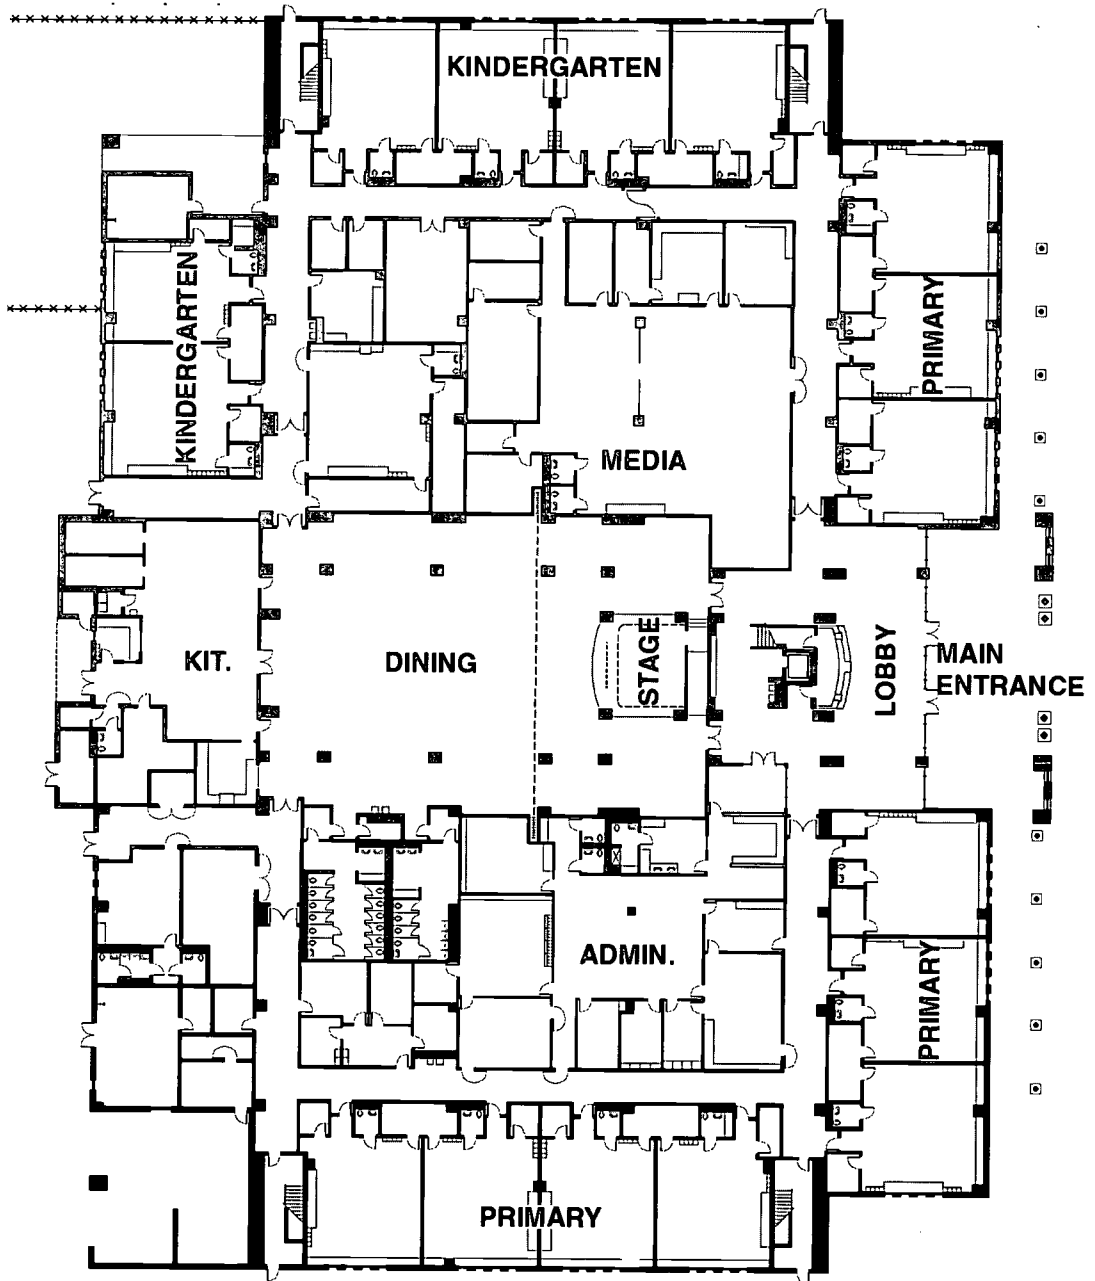 KINDERGARTEN
KINDERGARTEN
PRIMARY
MEDIA
KIT.
DINING
STAGE
LOBBY
MAIN
ENTRANCE
ADMIN.
PRIMARY
PRIMARY